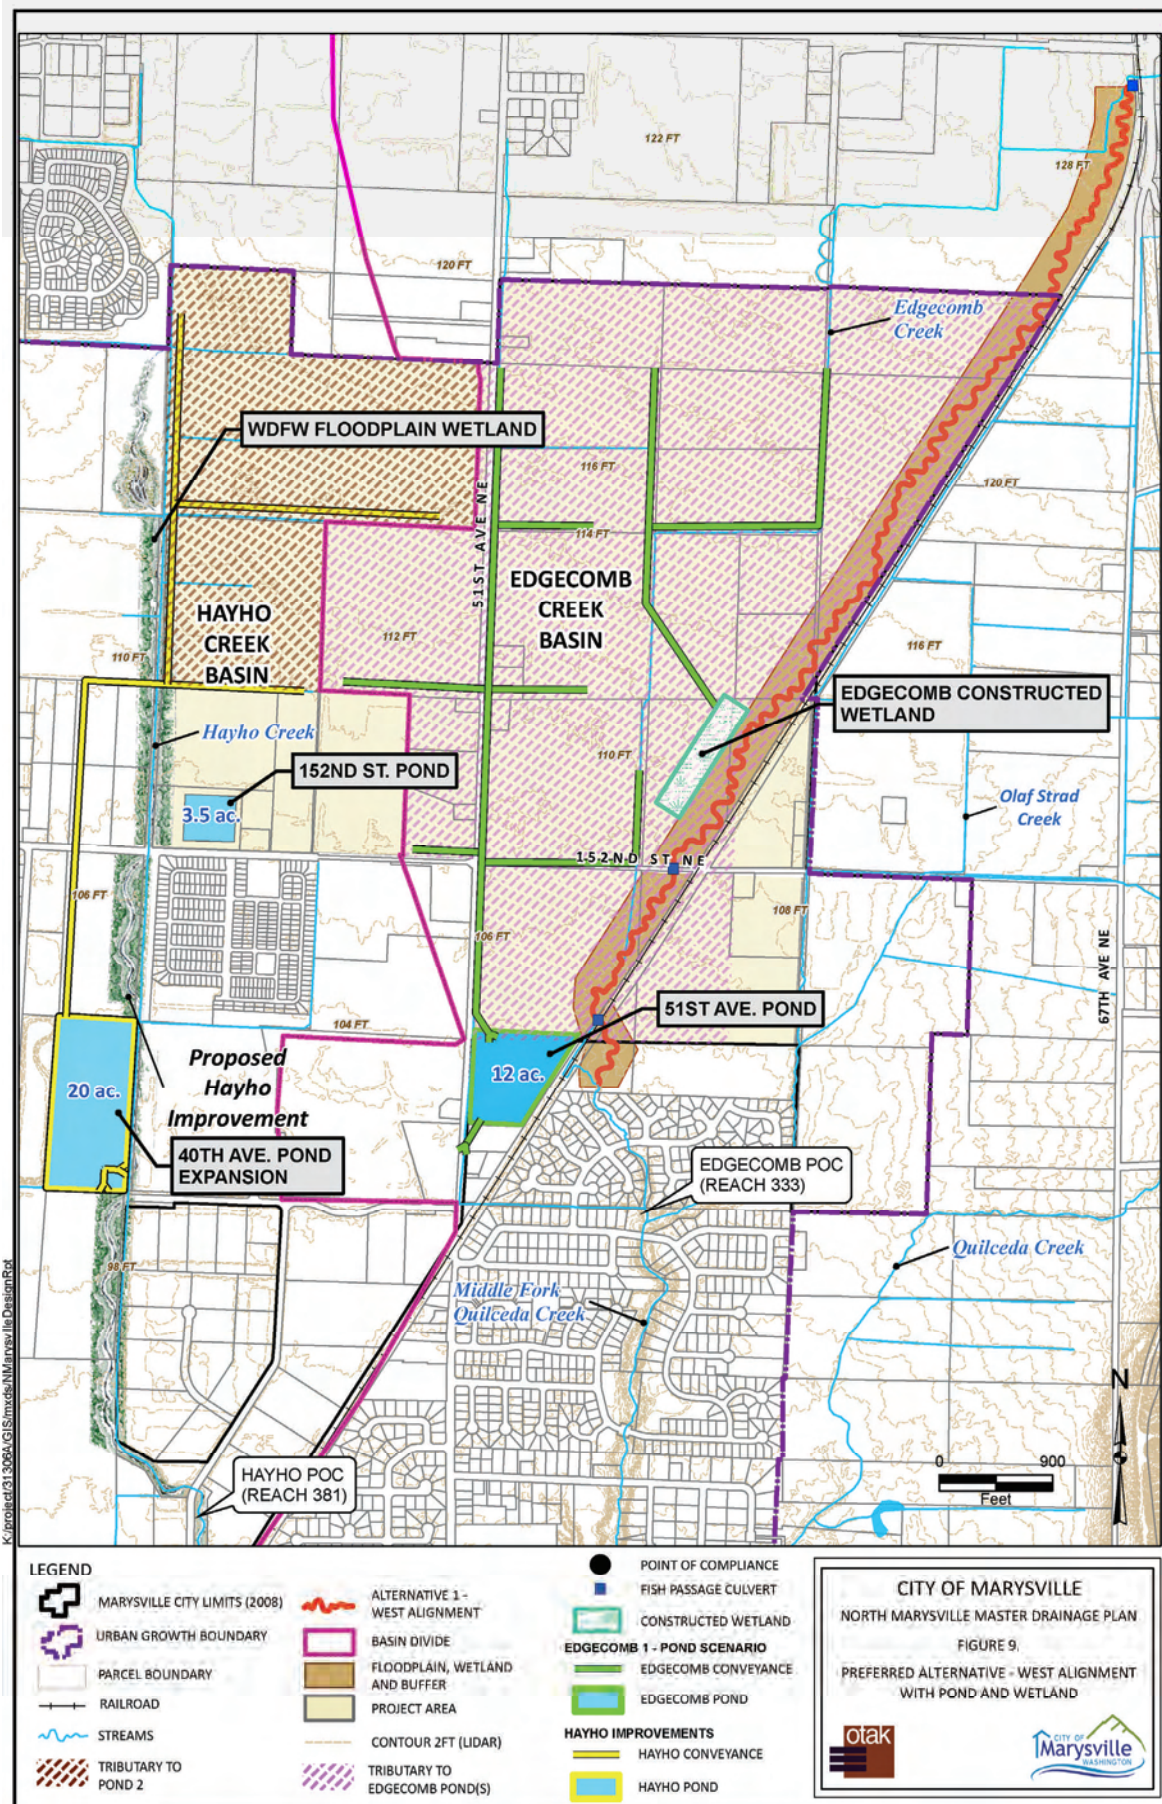 122 FT
128 FT
120 FT
Edgecomb
Creek
WDFW FLOODPLAIN WETLAND
116 FT
120 FT
51ST AVE NE
114 FT
EDGECOMB
CREEK
BASIN
HAYHO
CREEK
BASIN
112 FT
110 FT
116 FT
EDGECOMB CONSTRUCTED
WETLAND
Hayho Creek
110 FT
152ND ST. POND
3.5 ac.
Olaf Strad
Creek
152ND ST NE
106 FT
108 FT
106 FT
67TH AVE NE
51ST AVE. POND
104 FT
Proposed
Hayho
Improvement
20 ac.
12 ac.
40TH AVE. POND
EXPANSION
EDGECOMB POC
(REACH 333)
Quilceda Creek
98 FT
Middle Fork
Quilceda Creek
N
0 900
Feet
HAYHO POC
(REACH 381)
K:/project/31306A/GIS/mxds/NMarysvilleDesignRpt
LEGEND
MARYSVILLE CITY LIMITS (2008)
URBAN GROWTH BOUNDARY
PARCEL BOUNDARY
RAILROAD
STREAMS
TRIBUTARY TO
POND 2
ALTERNATIVE 1 -
WEST ALIGNMENT
BASIN DIVIDE
FLOODPLAIN, WETLAND
AND BUFFER
PROJECT AREA
CONTOUR 2FT (LIDAR)
TRIBUTARY TO
EDGECOMB POND(S)
POINT OF COMPLIANCE
FISH PASSAGE CULVERT
CONSTRUCTED WETLAND
EDGECOMB 1 - POND SCENARIO
EDGECOMB CONVEYANCE
EDGECOMB POND
HAYHO IMPROVEMENTS
HAYHO CONVEYANCE
HAYHO POND
CITY OF MARYSVILLE
NORTH MARYSVILLE MASTER DRAINAGE PLAN
FIGURE 9.
PREFERRED ALTERNATIVE - WEST ALIGNMENT
WITH POND AND WETLAND
otak
CITY OF
Marysville
WASHINGTON